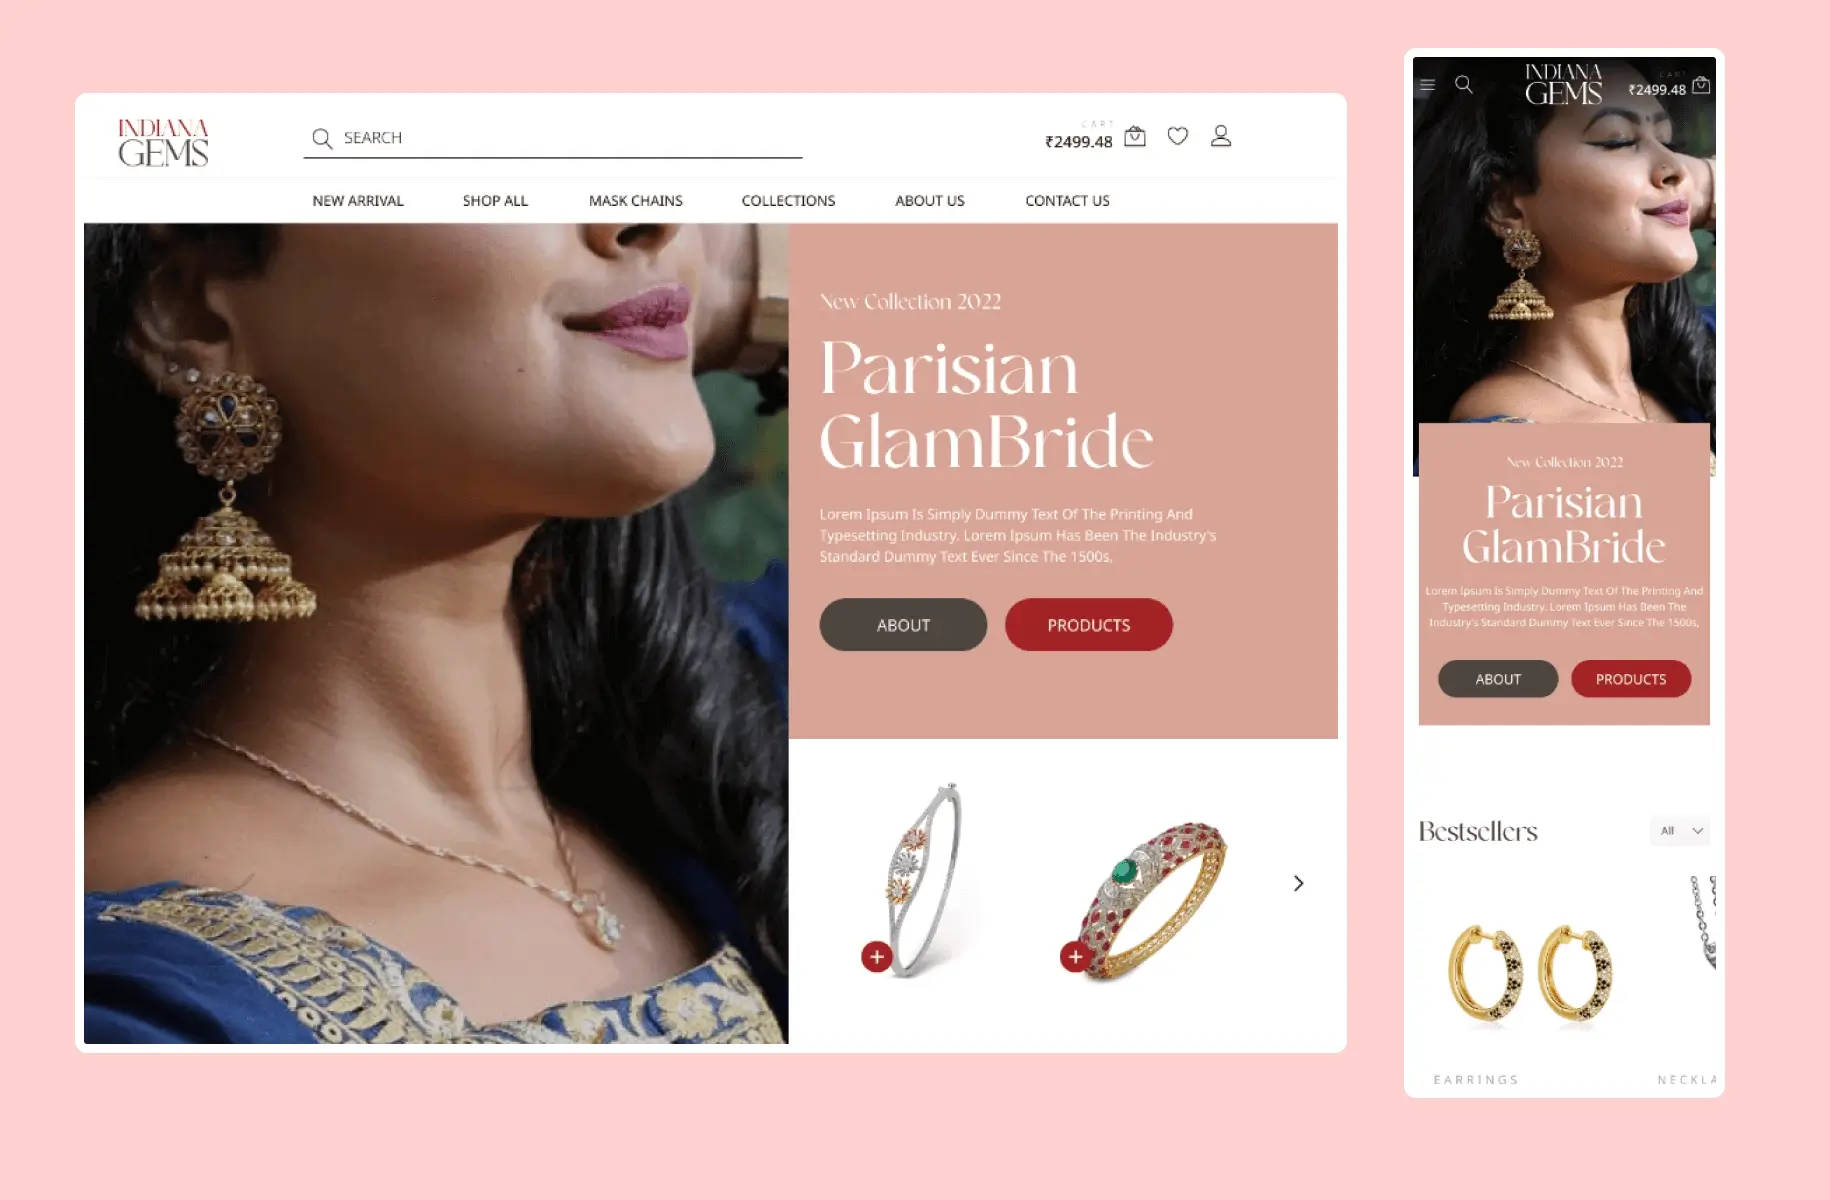 INDIANA
GEMS
SEARCH
CART
₹2499.48
NEW ARRIVAL
SHOP ALL
MASK CHAINS
COLLECTIONS
ABOUT US
CONTACT US
New Collection 2022
Parisian
GlamBride
Lorem Ipsum Is Simply Dummy Text Of The Printing And
Typesetting Industry. Lorem Ipsum Has Been The Industry's
Standard Dummy Text Ever Since The 1500s,
ABOUT
PRODUCTS
INDIANA
GEMS
CART
₹2499.48
New Collection 2022
Parisian
GlamBride
Lorem Ipsum Is Simply Dummy Text Of The Printing And
Typesetting Industry. Lorem Ipsum Has Been The
Industry's Standard Dummy Text Ever Since The 1500s,
ABOUT
PRODUCTS
Bestsellers
All
EARRINGS
NECKLA